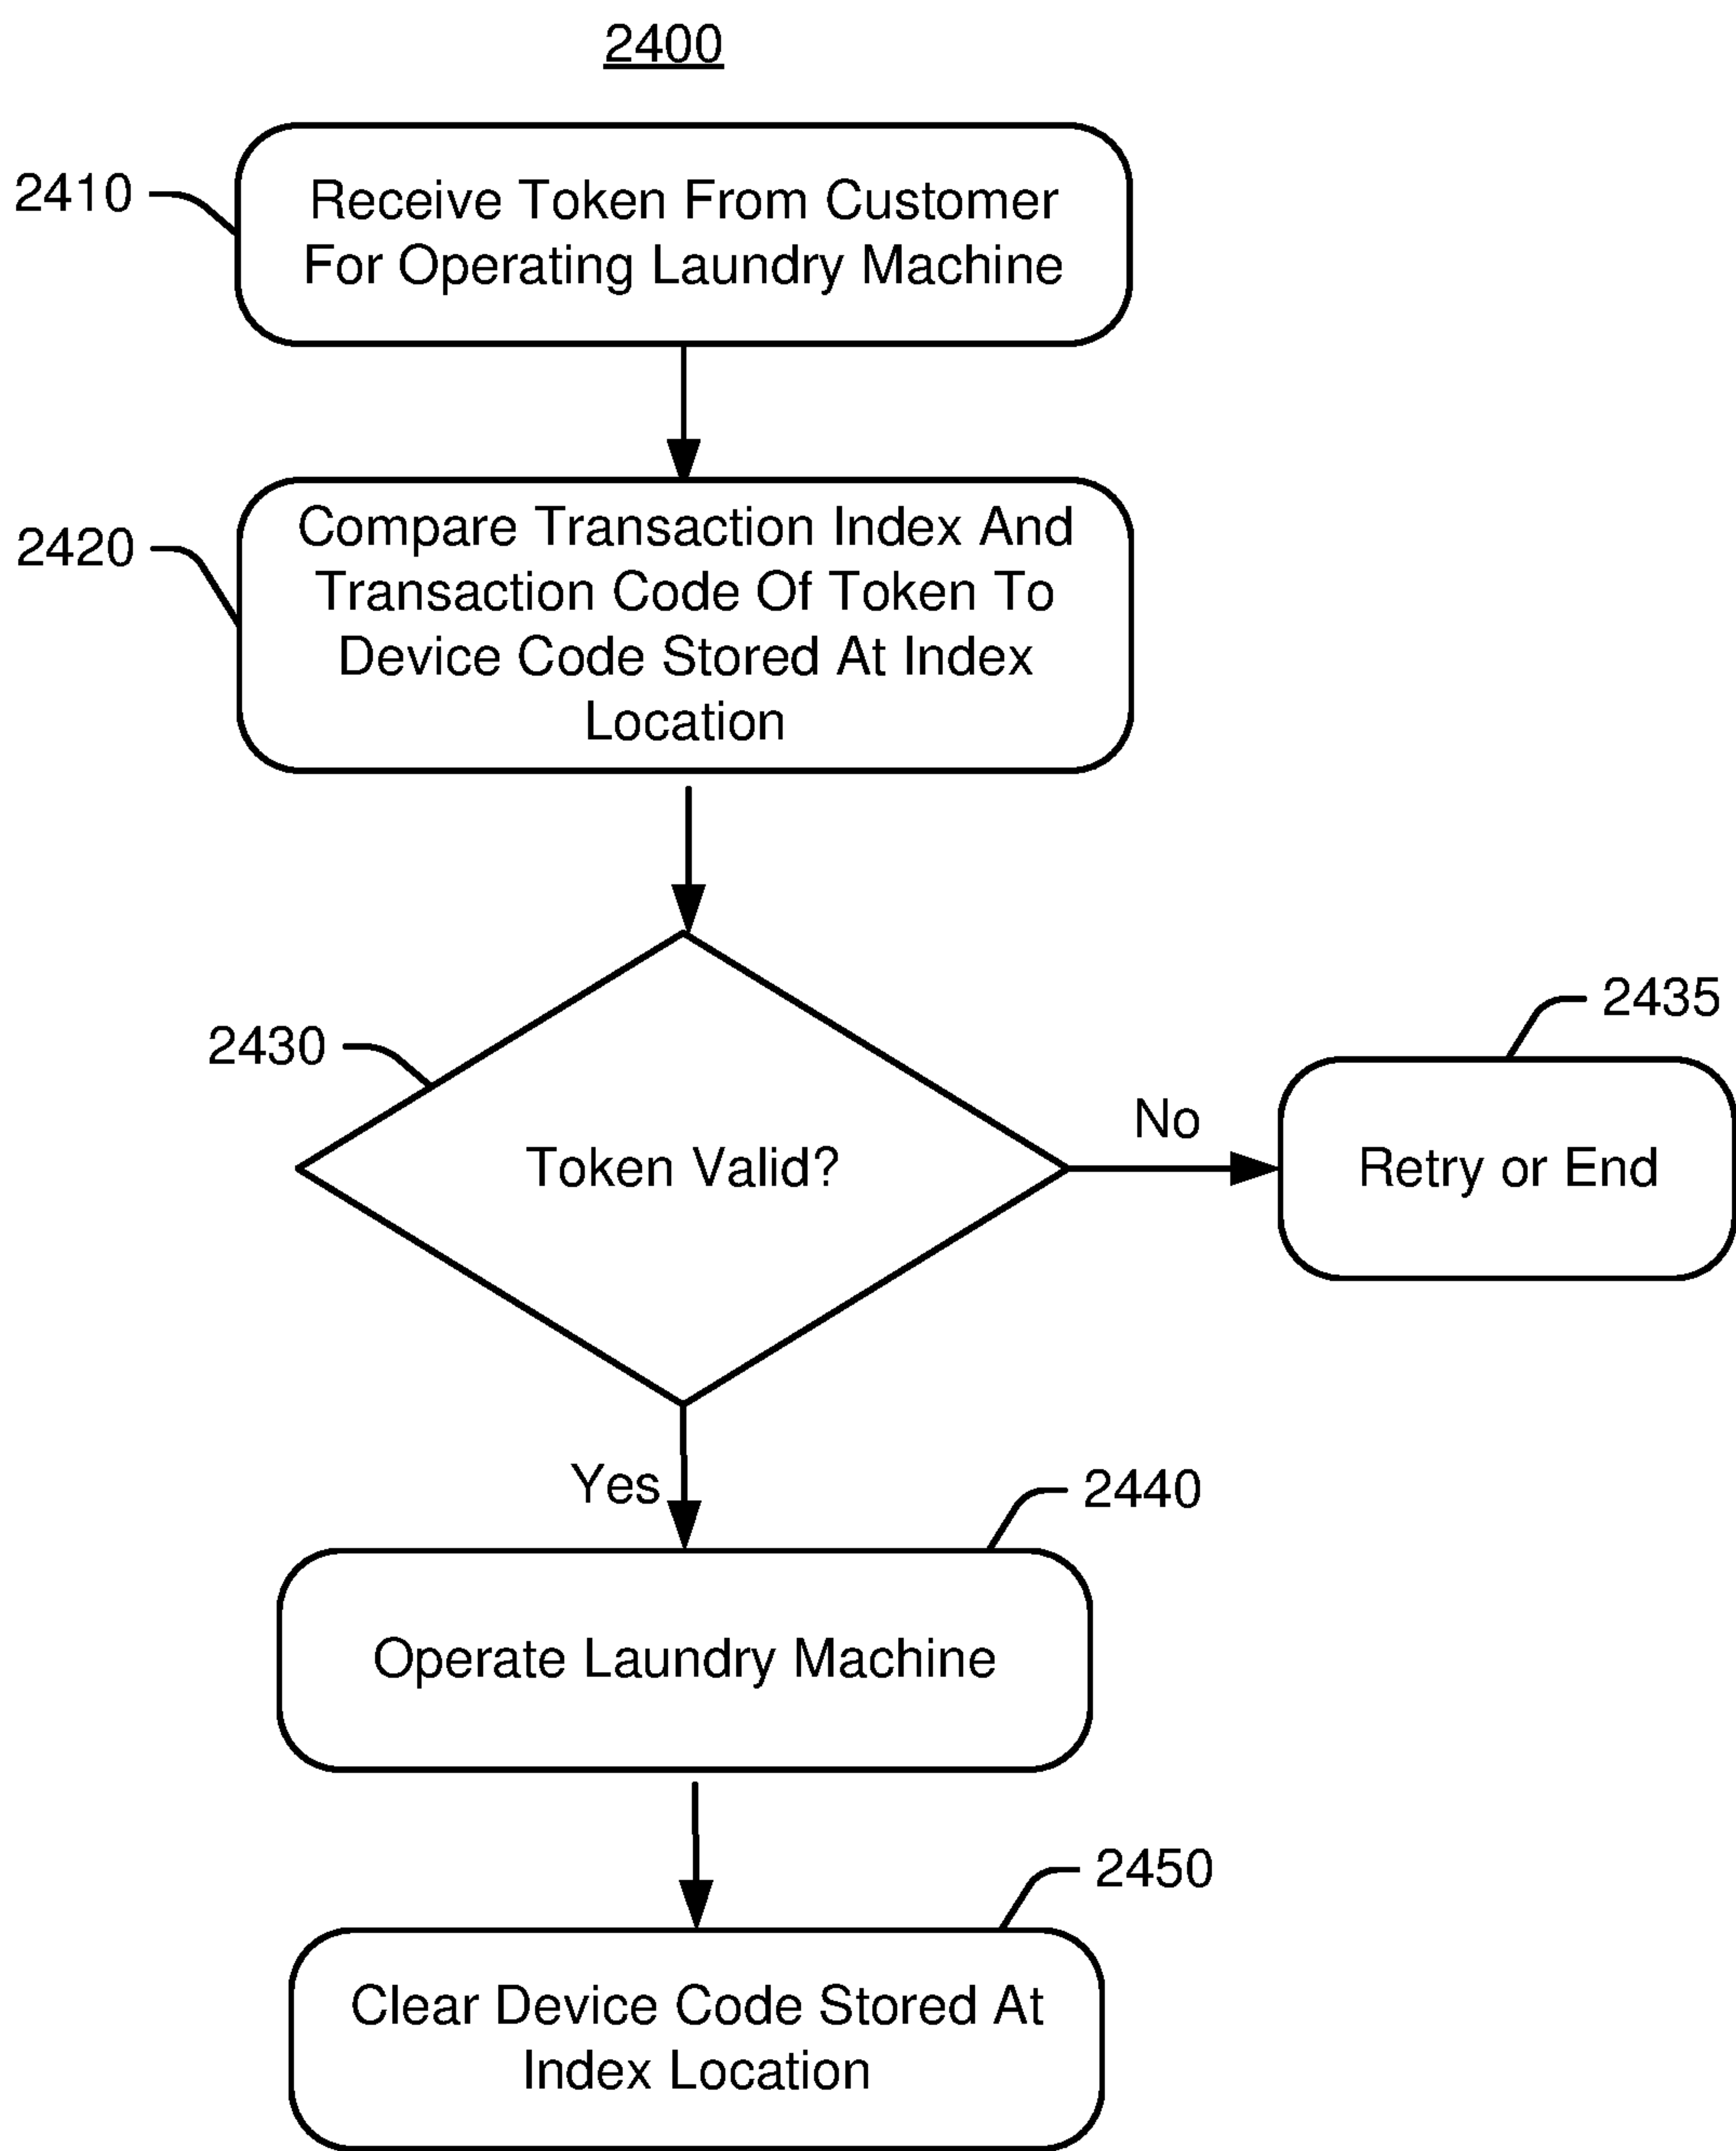 2400
2410
Receive Token From Customer
For Operating Laundry Machine
2420
Compare Transaction Index And
Transaction Code Of Token To
Device Code Stored At Index
Location
2430
Token Valid?
No
2435
Retry or End
Yes
2440
Operate Laundry Machine
2450
Clear Device Code Stored At
Index Location